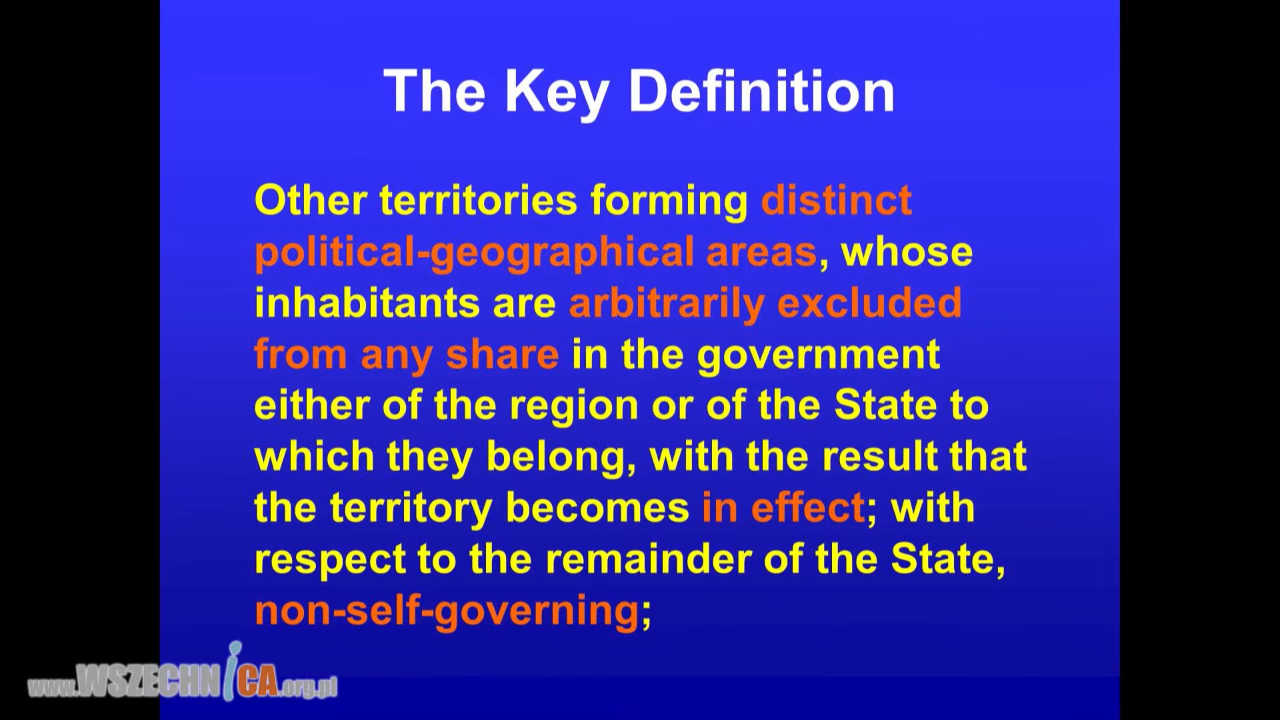 The Key Definition
Other territories forming distinct
political-geographical areas, whose
inhabitants are arbitrarily excluded
from any share in the government
either of the region or of the State to
which they belong, with the result that
the territory becomes in effect; with
respect to the remainder of the State,
non-self-governing;
www.WSZECHNiCA.org.pl